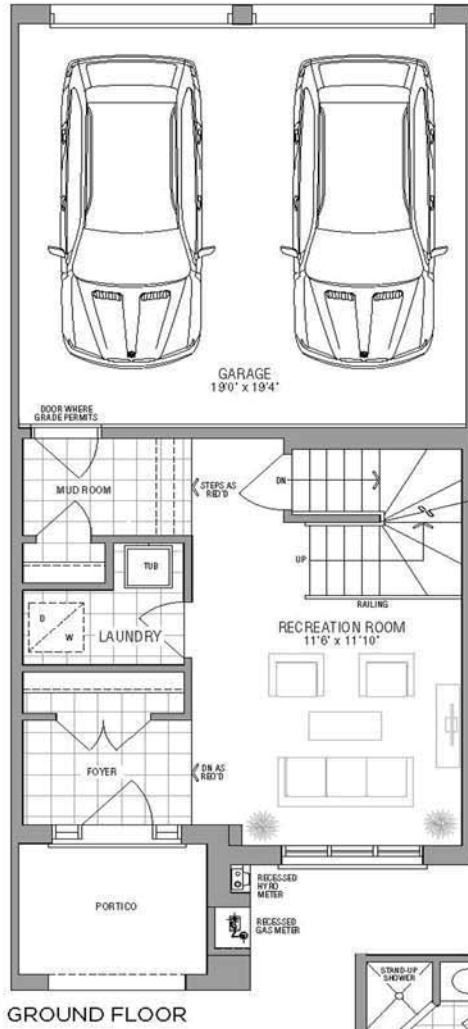 GARAGE
19'0" x 19'4"
DOOR WHERE
GRADE PERMITS
MUD ROOM
STEPS AS
REQ'D
DN
UP
TUB
RAILING
D
W
LAUNDRY
RECREATION ROOM
11'6" x 11'10"
FOYER
DN AS
REQ'D
PORTICO
RECESSED
HYRO
METER
RECESSED
GAS METER
STAND-UP
SHOWER
GROUND FLOOR